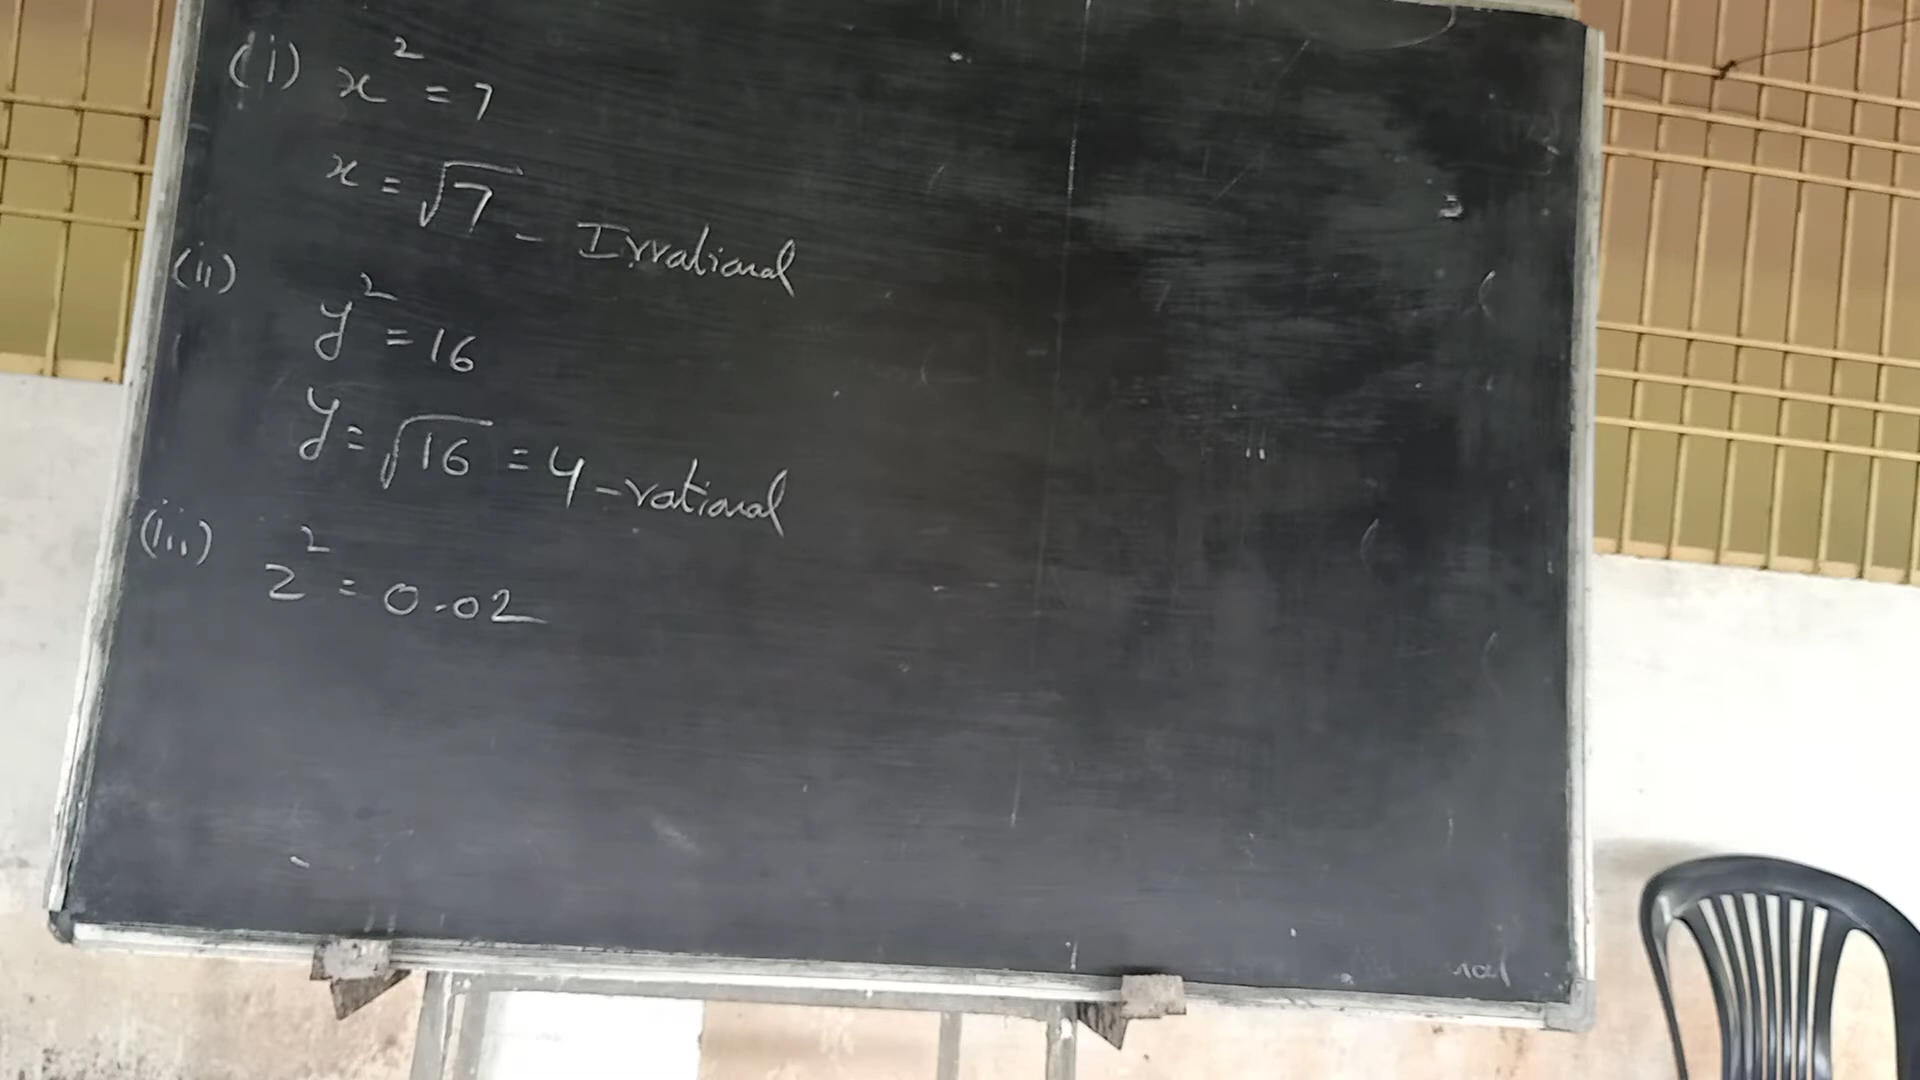 (i) x² = 7
x = √7 - Irrational
(ii) y² = 16
y = √16 = 4 - rational
(iii) z² = 0.02